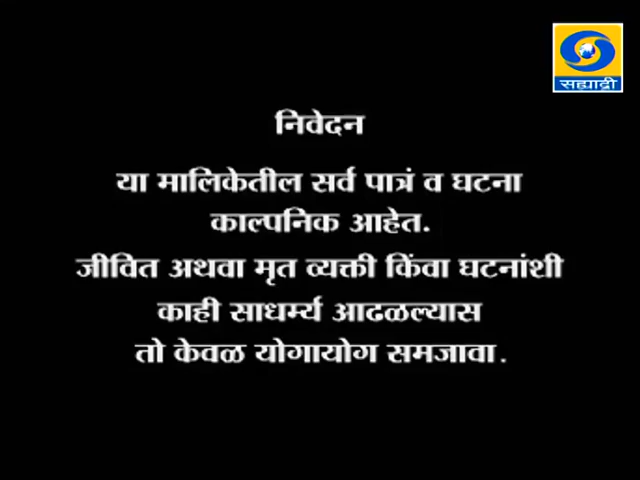 सह्याद्री
निवेदन
या मालिकेतील सर्व पात्रं व घटना
काल्पनिक आहेत.
जीवित अथवा मृत व्यक्ती किंवा घटनांशी
काही साधर्म्य आढळल्यास
तो केवळ योगायोग समजावा.